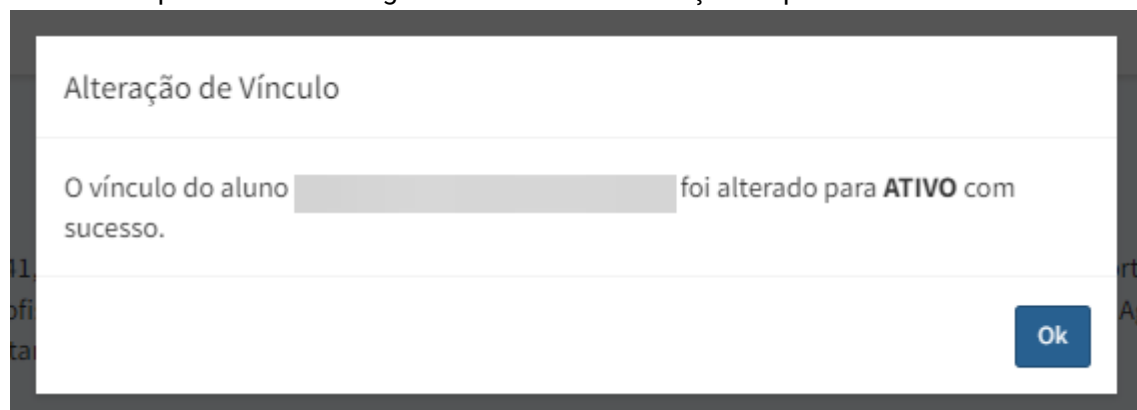 Alteração de Vínculo
O vínculo do aluno foi alterado para ATIVO com
sucesso.
Ok